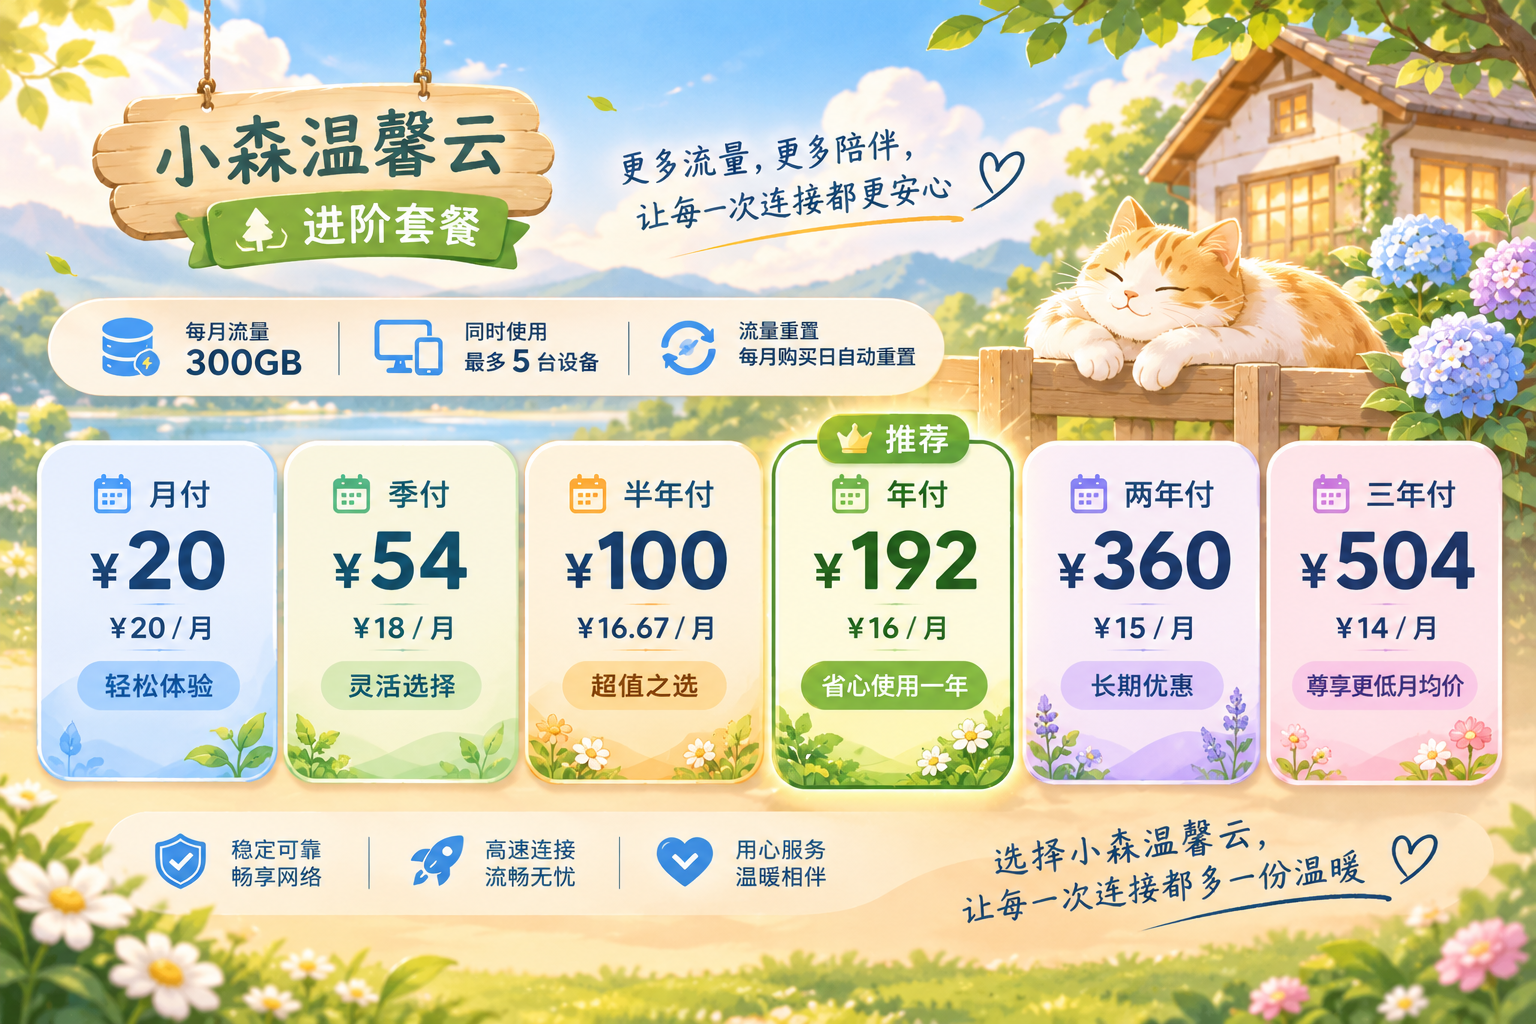 小森温馨云
进阶套餐
更多流量,更多陪伴,
让每一次连接都更安心
每月流量
300GB
同时使用
最多 5 台设备
流量重置
每月购买日自动重置
月付
¥20
¥20 / 月
轻松体验
季付
¥54
¥18 / 月
灵活选择
半年付
¥100
¥16.67 / 月
超值之选
推荐
年付
¥192
¥16 / 月
省心使用一年
两年付
¥360
¥15 / 月
长期优惠
三年付
¥504
¥14 / 月
尊享更低月均价
稳定可靠
畅享网络
高速连接
流畅无忧
用心服务
温暖相伴
选择小森温馨云,
让每一次连接都多一份温暖